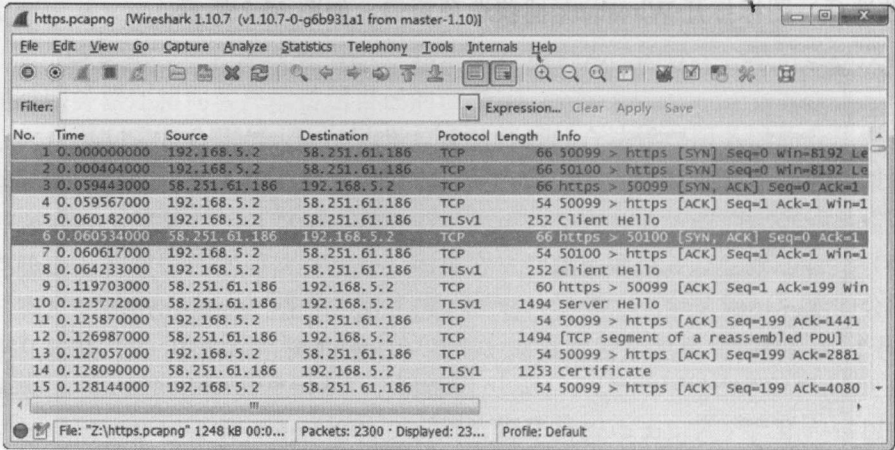 https.pcapng [Wireshark 1.10.7 (v1.10.7-0-g6b931a1 from master-1.10)]
File Edit View Go Capture Analyze Statistics Telephony Tools Internals Help
Filter: Expression... Clear Apply Save
No. Time Source Destination Protocol Length Info
1 0.000000000 192.168.5.2 58.251.61.186 TCP 66 50099 > https [SYN] Seq=0 Win=8192 Le
2 0.000404000 192.168.5.2 58.251.61.186 TCP 66 50100 > https [SYN] Seq=0 Win=8192 Le
3 0.059443000 58.251.61.186 192.168.5.2 TCP 66 https > 50099 [SYN, ACK] Seq=0 Ack=1
4 0.059567000 192.168.5.2 58.251.61.186 TCP 54 50099 > https [ACK] Seq=1 Ack=1 Win=1
5 0.060182000 192.168.5.2 58.251.61.186 TLSv1 252 Client Hello
6 0.060534000 58.251.61.186 192.168.5.2 TCP 66 https > 50100 [SYN, ACK] Seq=0 Ack=1
7 0.060617000 192.168.5.2 58.251.61.186 TCP 54 50100 > https [ACK] Seq=1 Ack=1 Win=1
8 0.064233000 192.168.5.2 58.251.61.186 TLSv1 252 Client Hello
9 0.119703000 58.251.61.186 192.168.5.2 TCP 60 https > 50099 [ACK] Seq=1 Ack=199 Win
10 0.125772000 58.251.61.186 192.168.5.2 TLSv1 1494 Server Hello
11 0.125870000 192.168.5.2 58.251.61.186 TCP 54 50099 > https [ACK] Seq=199 Ack=1441
12 0.126987000 58.251.61.186 192.168.5.2 TCP 1494 [TCP segment of a reassembled PDU]
13 0.127057000 192.168.5.2 58.251.61.186 TCP 54 50099 > https [ACK] Seq=199 Ack=2881
14 0.128090000 58.251.61.186 192.168.5.2 TLSv1 1253 Certificate
15 0.128144000 192.168.5.2 58.251.61.186 TCP 54 50099 > https [ACK] Seq=199 Ack=4080
File: "Z:\https.pcapng" 1248 kB 00:0... Packets: 2300 · Displayed: 23... Profile: Default